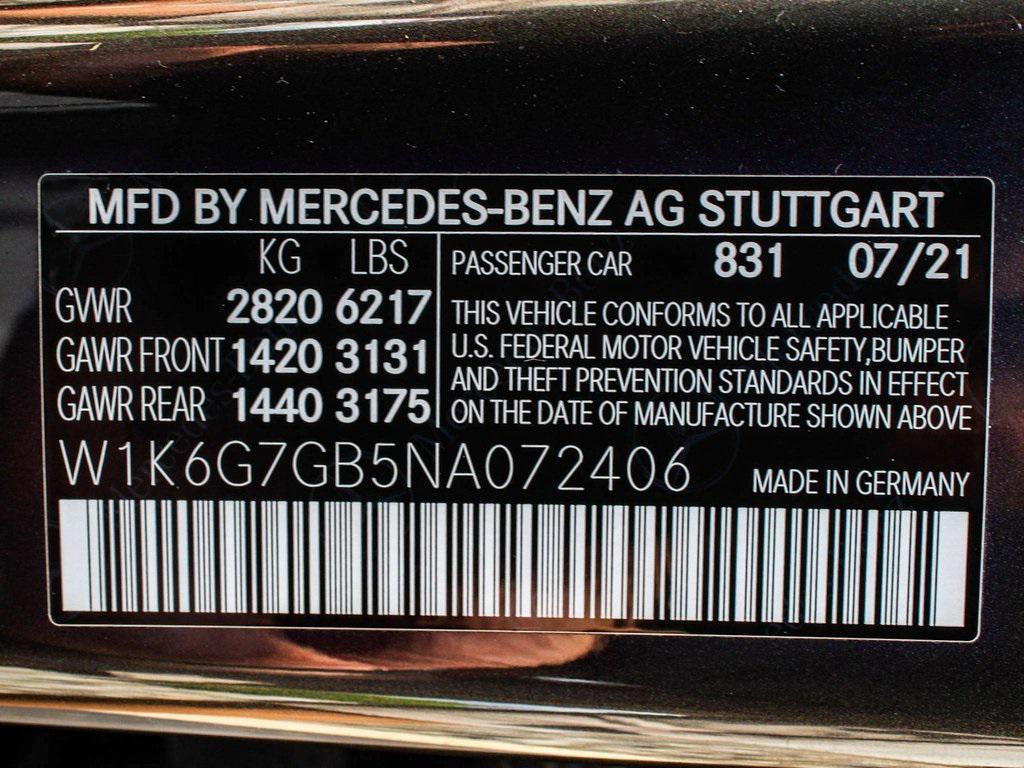 MFD BY MERCEDES-BENZ AG STUTTGART
KG LBS
GVWR 2820 6217
GAWR FRONT 1420 3131
GAWR REAR 1440 3175
PASSENGER CAR 831 07/21
THIS VEHICLE CONFORMS TO ALL APPLICABLE
U.S. FEDERAL MOTOR VEHICLE SAFETY,BUMPER
AND THEFT PREVENTION STANDARDS IN EFFECT
ON THE DATE OF MANUFACTURE SHOWN ABOVE
W1K6G7GB5NA072406
MADE IN GERMANY